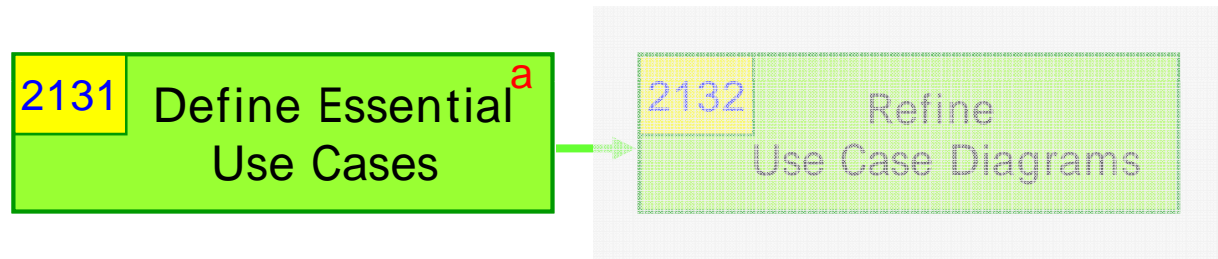 2131
Define Essential a
Use Cases
2132
Refine
Use Case Diagrams